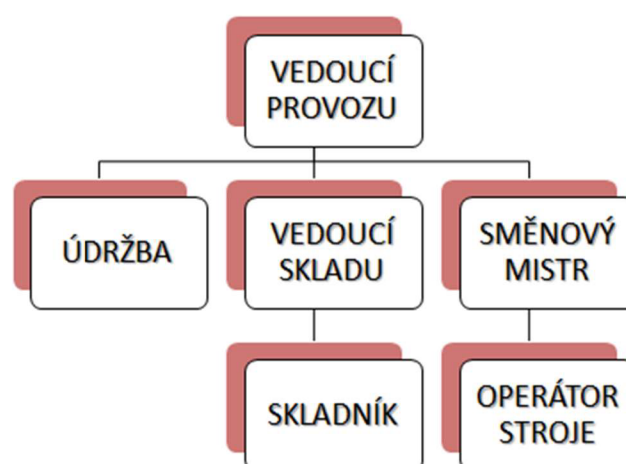 VEDOUCÍ
PROVOZU
ÚDRŽBA
VEDOUCÍ
SKLADU
SMĚNOVÝ
MISTR
SKLADNÍK
OPERÁTOR
STROJE